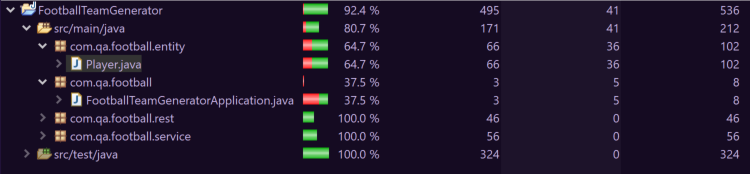 FootballTeamGenerator 92.4 % 495 41 536
src/main/java 80.7 % 171 41 212
com.qa.football.entity 64.7 % 66 36 102
Player.java 64.7 % 66 36 102
com.qa.football 37.5 % 3 5 8
FootballTeamGeneratorApplication.java 37.5 % 3 5 8
com.qa.football.rest 100.0 % 46 0 46
com.qa.football.service 100.0 % 56 0 56
src/test/java 100.0 % 324 0 324